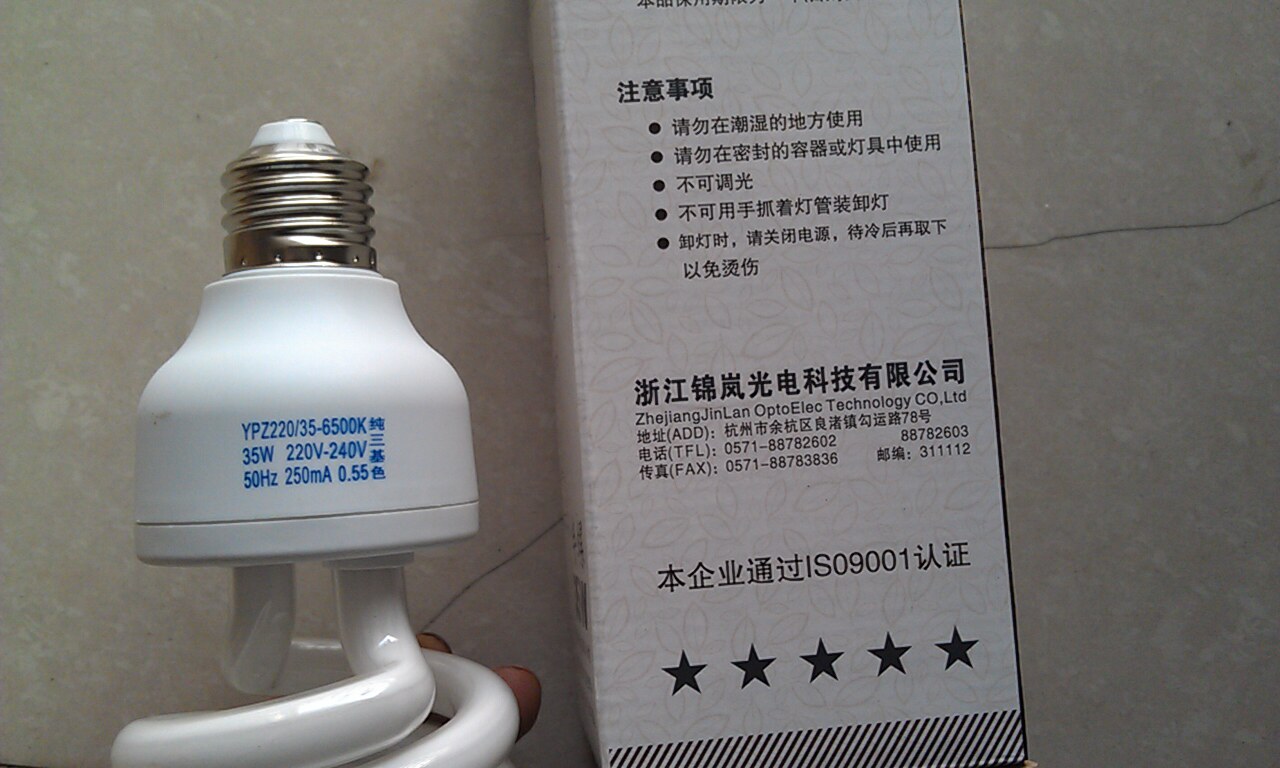 YPZ220/35-6500K
35W 220V-240V
50Hz 250mA 0.55
纯三基色
注意事项
● 请勿在潮湿的地方使用
● 请勿在密封的容器或灯具中使用
● 不可调光
● 不可用手抓着灯管装卸灯
● 卸灯时，请关闭电源，待冷后再取下
以免烫伤
浙江锦岚光电科技有限公司
ZhejiangJinLan OptoElec Technology CO,Ltd
地址(ADD)：杭州市余杭区良渚镇勾运路78号
电话(TFL)：0571-88782602 88782603
传真(FAX)：0571-88783836 邮编：311112
本企业通过IS09001认证